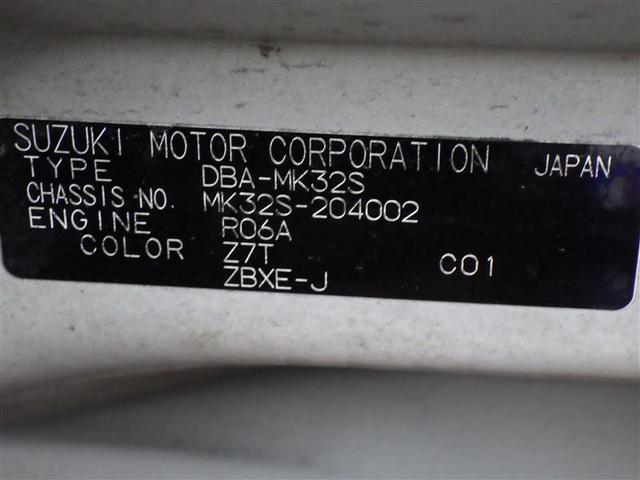 SUZUKI MOTOR CORPORATION JAPAN
TYPE DBA-MK32S
CHASSIS NO. MK32S-204002
ENGINE R06A
COLOR Z7T C01
ZBXE-J